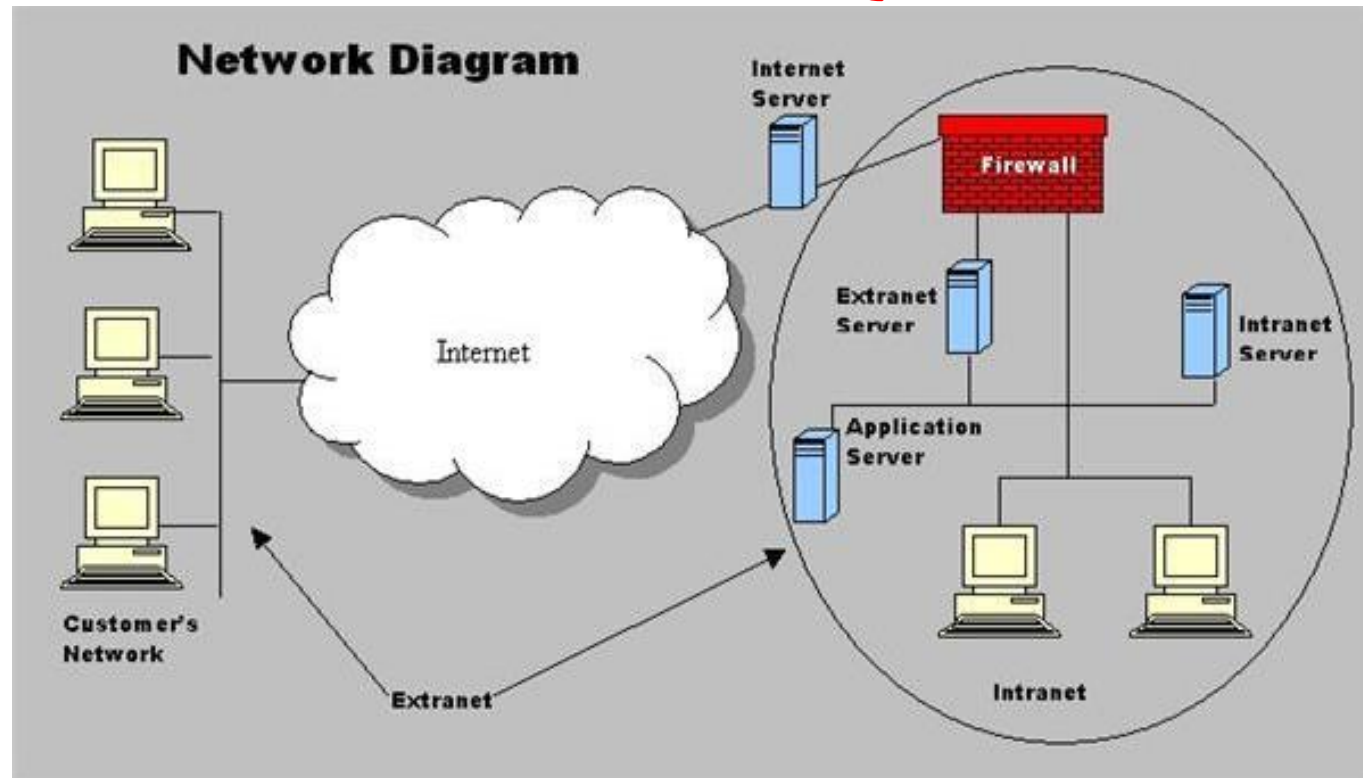 Network Diagram
Internet
Server
Firewall
Extranet
Server
Intranet
Server
Internet
Application
Server
Customer's
Network
Extranet
Intranet